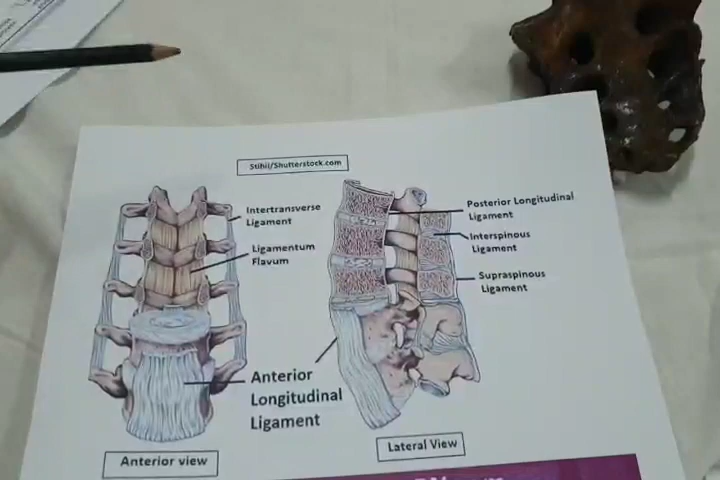 Stihii/Shutterstock.com
Intertransverse
Ligament
Ligamentum
Flavum
Anterior
Longitudinal
Ligament
Anterior view
Posterior Longitudinal
Ligament
Interspinous
Ligament
Supraspinous
Ligament
Lateral View